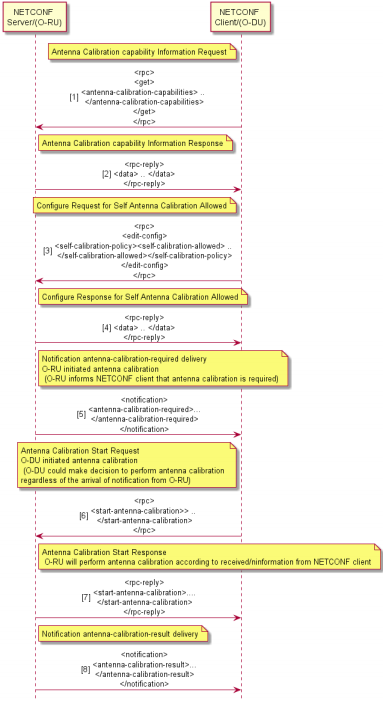 NETCONF
Server/(O-RU)
NETCONF
Client/(O-DU)
Antenna Calibration capability Information Request
<rpc>
<get>
[1] <antenna-calibration-capabilities> ..
</antenna-calibration-capabilities>
</get>
</rpc>
Antenna Calibration capability Information Response
<rpc-reply>
[2] <data> .. </data>
</rpc-reply>
Configure Request for Self Antenna Calibration Allowed
<rpc>
<edit-config>
[3] <self-calibration-policy><self-calibration-allowed> ..
</self-calibration-allowed></self-calibration-policy>
</edit-config>
</rpc>
Configure Response for Self Antenna Calibration Allowed
<rpc-reply>
[4] <data> .. </data>
</rpc-reply>
Notification antenna-calibration-required delivery
O-RU initiated antenna calibration
(O-RU informs NETCONF client that antenna calibration is required)
<notification>
[5] <antenna-calibration-required>...
</antenna-calibration-required>
</notification>
Antenna Calibration Start Request
O-DU initiated antenna calibration
(O-DU could make decision to perform antenna calibration
regardless of the arrival of notification from O-RU)
<rpc>
[6] <start-antenna-calibration>> ..
</start-antenna-calibration>
</rpc>
Antenna Calibration Start Response
O-RU will perform antenna calibration according to received/ninformation from NETCONF client
<rpc-reply>
[7] <start-antenna-calibration>....
</start-antenna-calibration>
</rpc-reply>
Notification antenna-calibration-result delivery
<notification>
[8] <antenna-calibration-result>...
</antenna-calibration-result>
</notification>